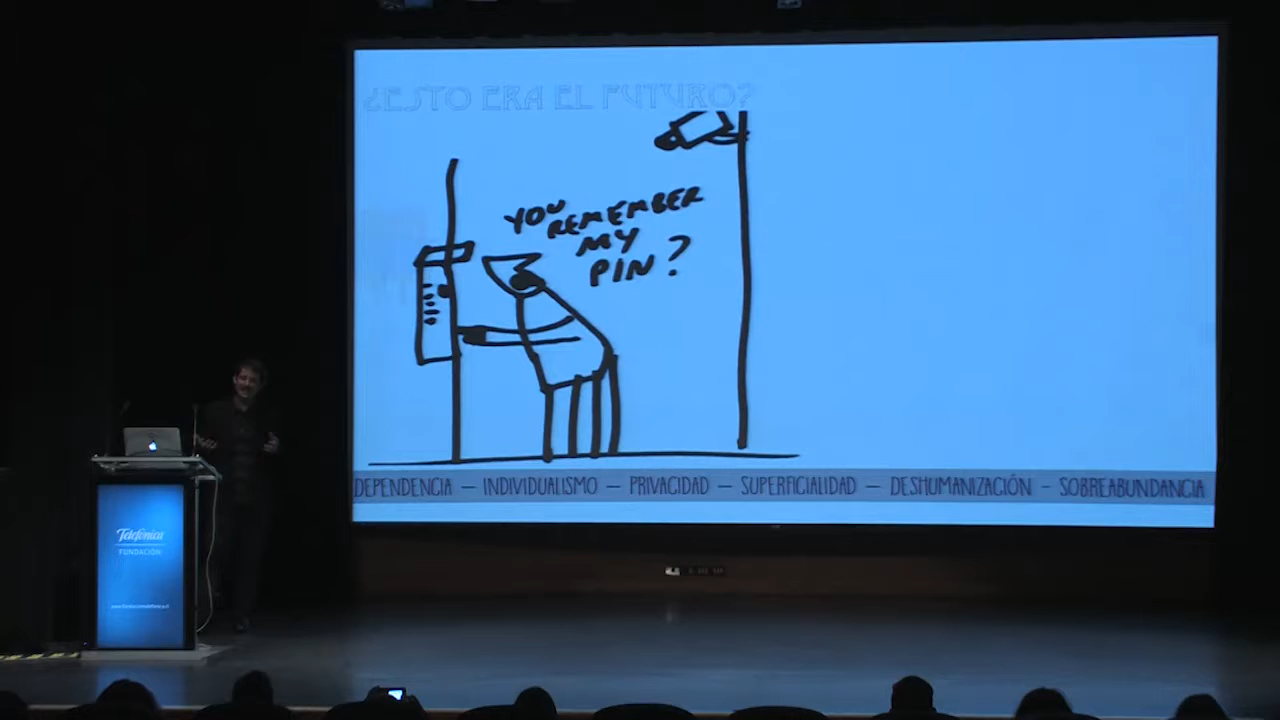 ¿ESTO ERA EL FUTURO?
YOU
REMEMBER
MY
PIN?
DEPENDENCIA — INDIVIDUALISMO — PRIVACIDAD — SUPERFICIALIDAD — DESHUMANIZACIÓN - SOBREABUNDANCIA
Telefónica
FUNDACIÓN